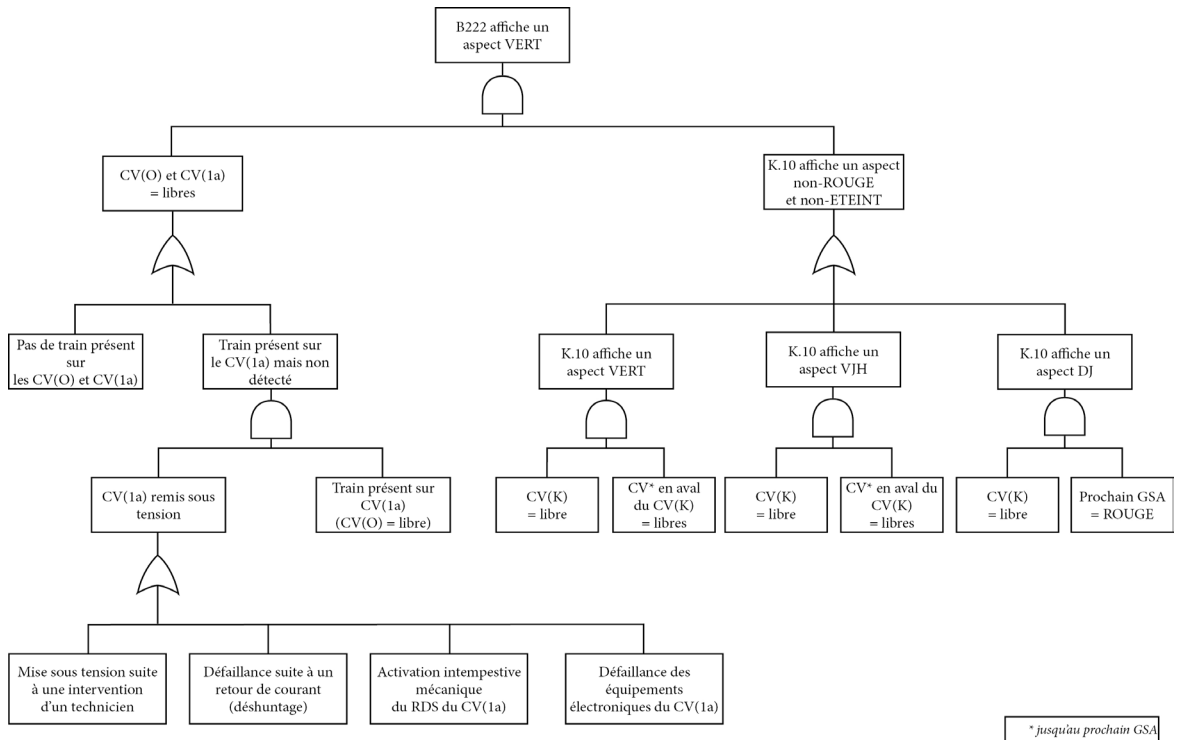 B222 affiche un
aspect VERT
CV(O) et CV(1a)
= libres
K.10 affiche un aspect
non-ROUGE
et non-ETEINT
Pas de train présent
sur
les CV(O) et CV(1a)
Train présent sur
le CV(1a) mais non
détecté
K.10 affiche un
aspect VERT
K.10 affiche un
aspect VJH
K.10 affiche un
aspect DJ
CV(1a) remis sous
tension
Train présent sur
CV(1a)
(CV(O) = libre)
CV(K)
= libre
CV* en aval
du CV(K)
= libres
CV(K)
= libre
CV* en aval du
CV(K)
= libres
CV(K)
= libre
Prochain GSA
= ROUGE
Mise sous tension suite
à une intervention
d'un technicien
Défaillance suite à un
retour de courant
(déshuntage)
Activation intempestive
mécanique
du RDS du CV(1a)
Défaillance des
équipements
électroniques du CV(1a)
* jusqu'au prochain GSA